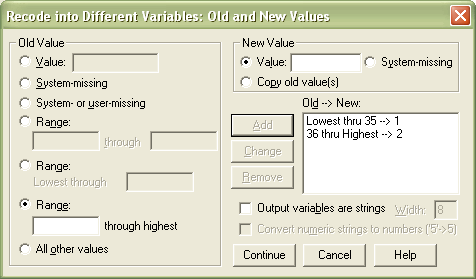 Recode into Different Variables: Old and New Values
Old Value
Value:
System-missing
System- or user-missing
Range:
through
Range:
Lowest through
Range:
through highest
All other values
New Value
Value:
System-missing
Copy old value(s)
Old --> New:
Add
Change
Remove
Lowest thru 35 --> 1
36 thru Highest --> 2
Output variables are strings
Width: 8
Convert numeric strings to numbers ('5'->5)
Continue
Cancel
Help